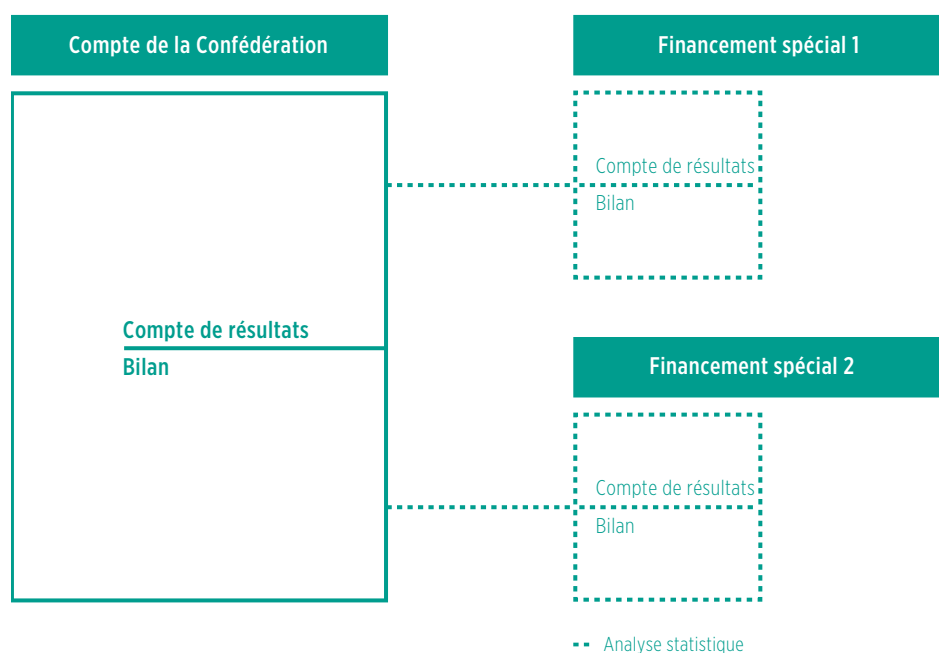 Compte de la Confédération
Compte de résultats
Bilan
Financement spécial 1
Compte de résultats
Bilan
Financement spécial 2
Compte de résultats
Bilan
Analyse statistique